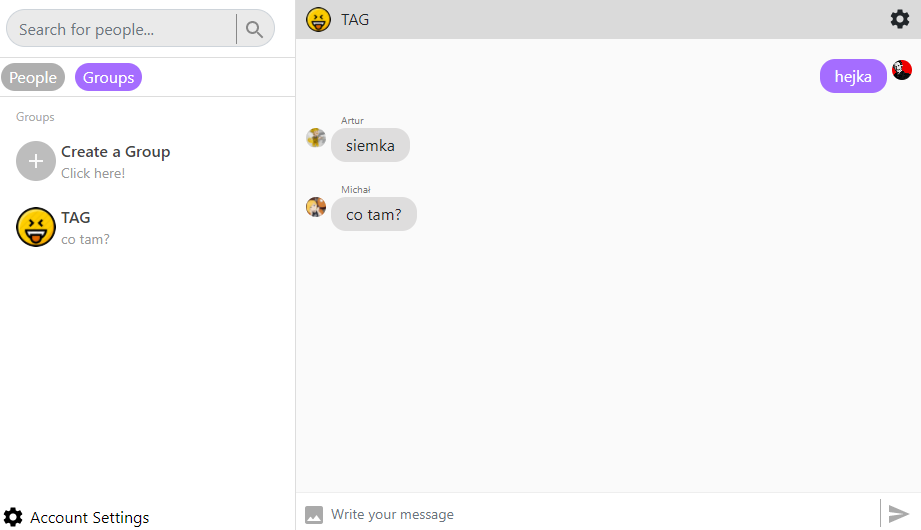 Search for people...
People Groups
Groups
Create a Group
Click here!
TAG
co tam?
Account Settings
TAG
hejka
Artur
siemka
Michał
co tam?
Write your message